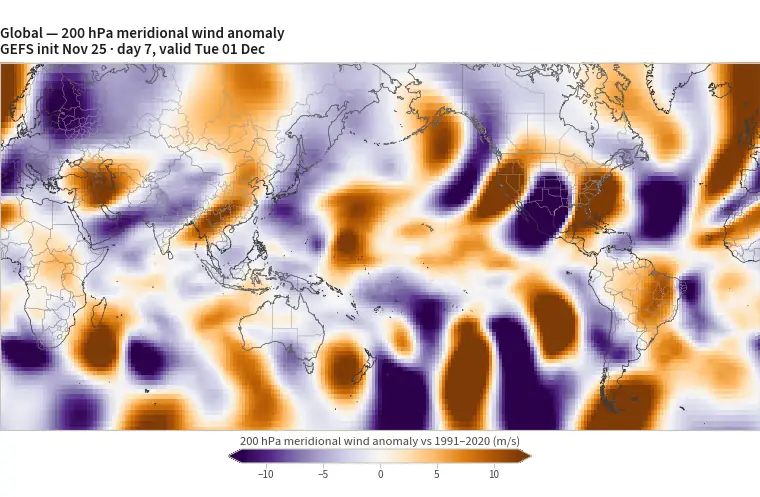 Global — 200 hPa meridional wind anomaly
GEFS init Nov 25 · day 7, valid Tue 01 Dec
200 hPa meridional wind anomaly vs 1991–2020 (m/s)
−10 −5 0 5 10